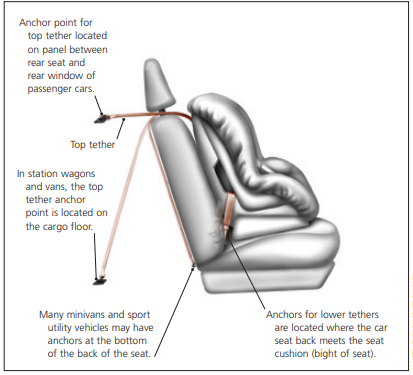 Anchor point for
top tether located
on panel between
rear seat and
rear window of
passenger cars.
Top tether
In station wagons
and vans, the top
tether anchor
point is located on
the cargo floor.
Many minivans and sport
utility vehicles may have
anchors at the bottom
of the back of the seat.
Anchors for lower tethers
are located where the car
seat back meets the seat
cushion (bight of seat).